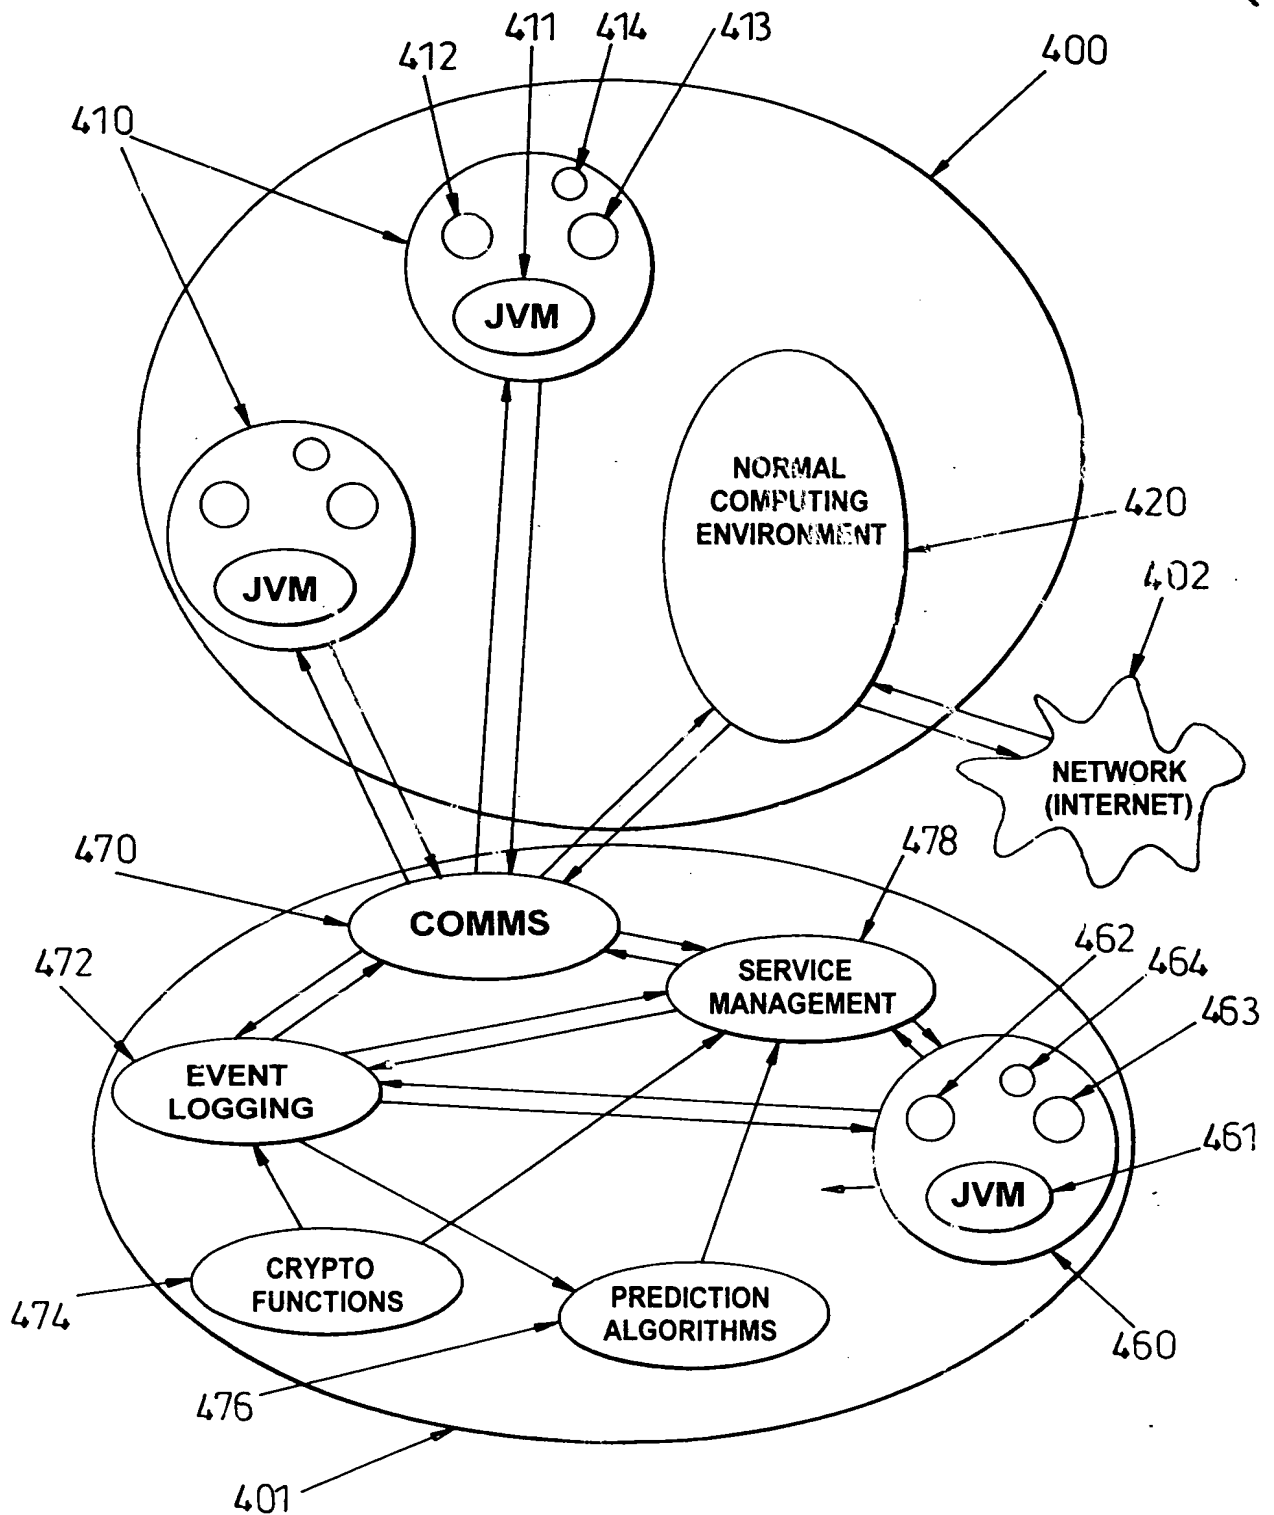 411
414
413
412
400
410
JVM
NORMAL
COMPUTING
ENVIRONMENT
420
402
JVM
NETWORK
(INTERNET)
470
478
COMMS
462
472
464
SERVICE
MANAGEMENT
463
EVENT
LOGGING
461
JVM
CRYPTO
FUNCTIONS
PREDICTION
ALGORITHMS
474
460
476
401